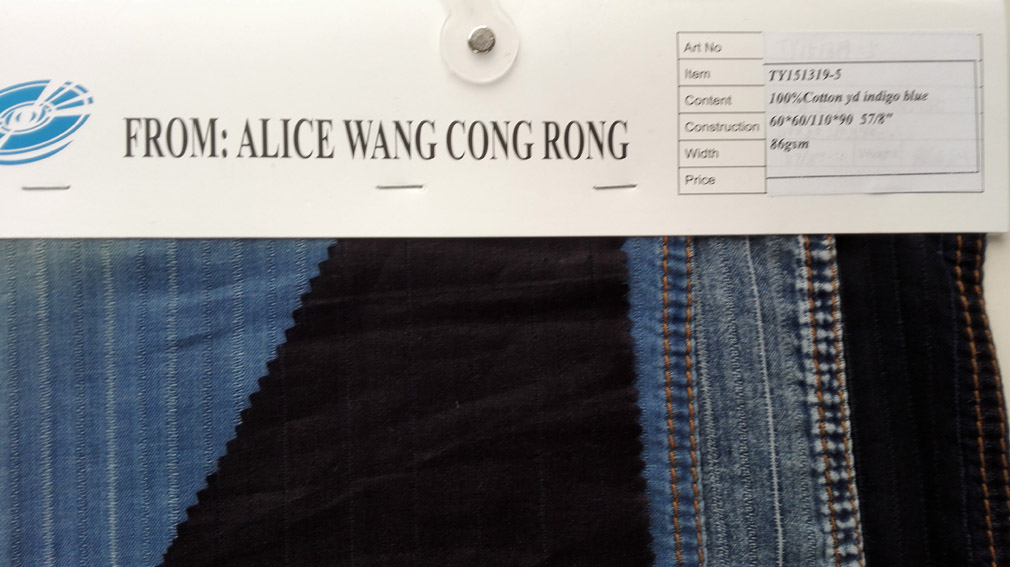 FROM: ALICE WANG CONG RONG
Art No
Item TY151319-5
Content 100%Cotton yd indigo blue
Construction 60*60/110*90 57/8"
Width 86gsm
Price